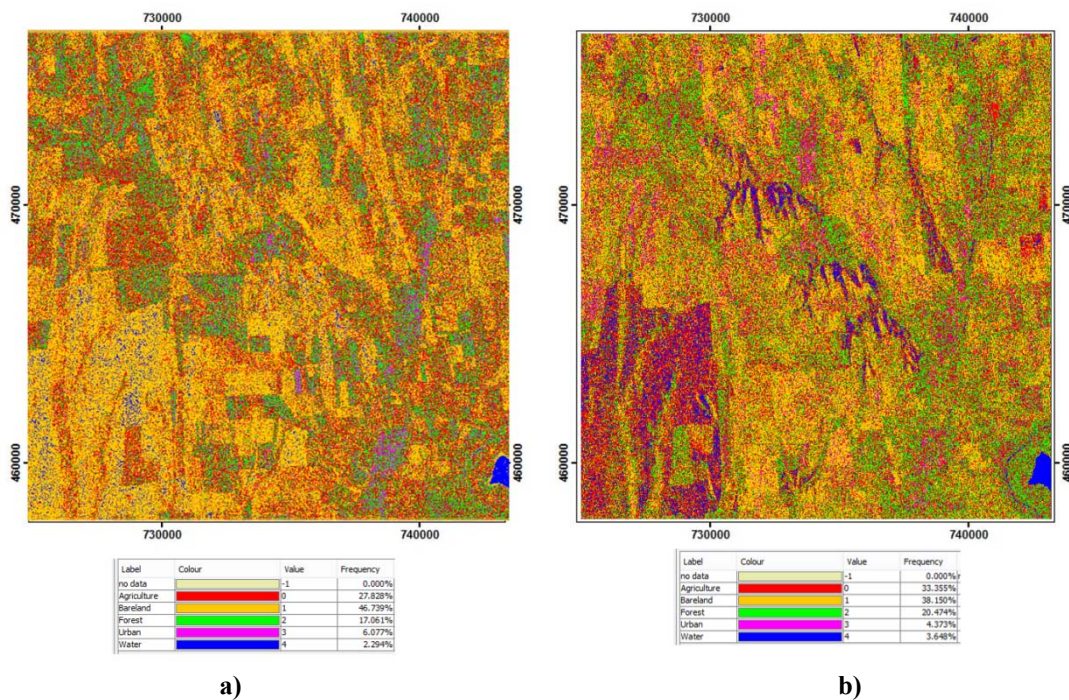 730000 740000
470000 470000
460000 460000
730000 740000
Label Colour Value Frequency
no data -1 0.000%
Agriculture 0 27.828%
Bareland 1 46.739%
Forest 2 17.061%
Urban 3 6.077%
Water 4 2.294%
a)
730000 740000
470000 470000
460000 460000
730000 740000
Label Colour Value Frequency
no data -1 0.000%
Agriculture 0 33.355%
Bareland 1 38.150%
Forest 2 20.474%
Urban 3 4.373%
Water 4 3.648%
b)